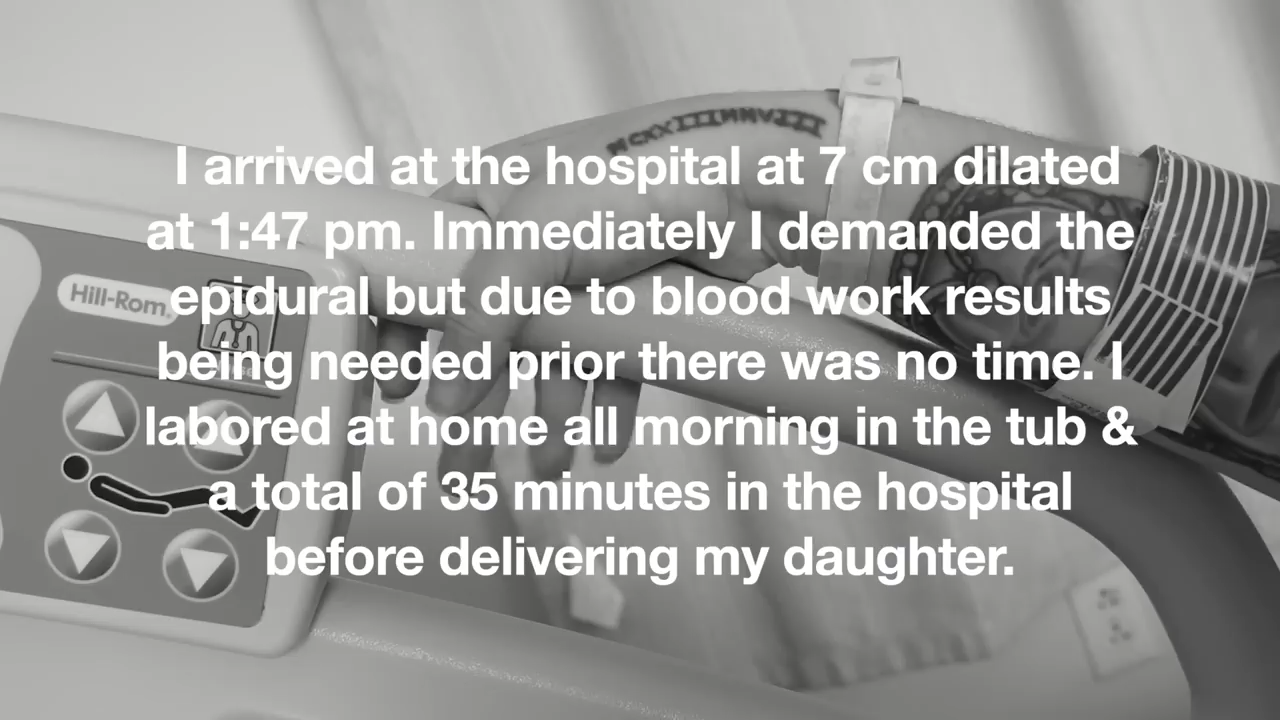 I arrived at the hospital at 7 cm dilated
at 1:47 pm. Immediately I demanded the
epidural but due to blood work results
being needed prior there was no time. I
labored at home all morning in the tub &
a total of 35 minutes in the hospital
before delivering my daughter.
Hill-Rom